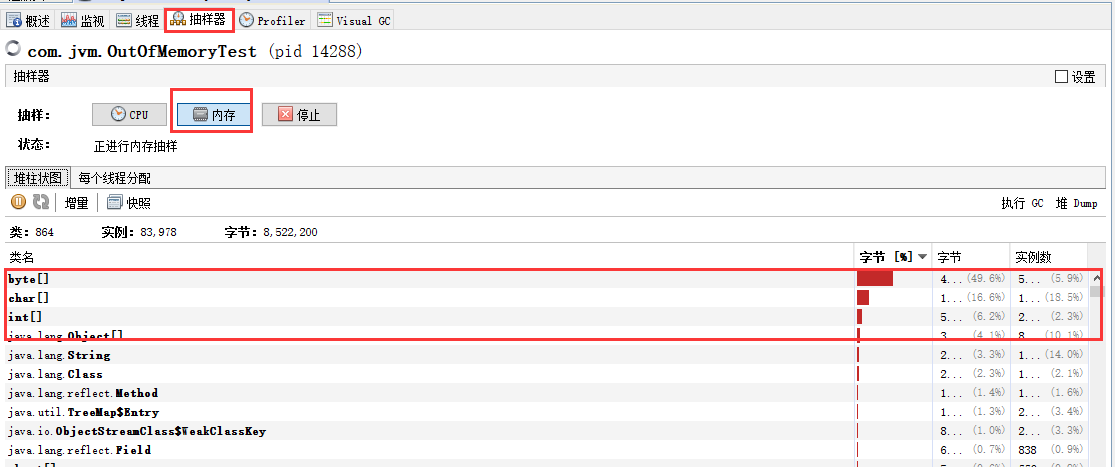 概述 监视 线程 抽样器 Profiler Visual GC
com.jvm.OutOfMemoryTest (pid 14288)
抽样器 设置
抽样： CPU 内存 停止
状态： 正进行内存抽样
堆柱状图 每个线程分配
增量 快照 执行 GC 堆 Dump
类：864 实例：83,978 字节：8,522,200
类名 字节 [%] 字节 实例数
byte[] 4... (49.6%) 5... (5.9%)
char[] 1... (16.6%) 1... (18.5%)
int[] 5... (6.2%) 2... (2.3%)
java.lang.Object[] 3... (4.1%) 8... (10.1%)
java.lang.String 2... (3.3%) 1... (14.0%)
java.lang.Class 2... (2.3%) 1... (2.1%)
java.lang.reflect.Method 1... (1.4%) 1... (1.6%)
java.util.TreeMap$Entry 1... (1.3%) 2... (3.4%)
java.io.ObjectStreamClass$WeakClassKey 8... (1.0%) 2... (3.3%)
java.lang.reflect.Field 6... (0.7%) 838 (0.9%)